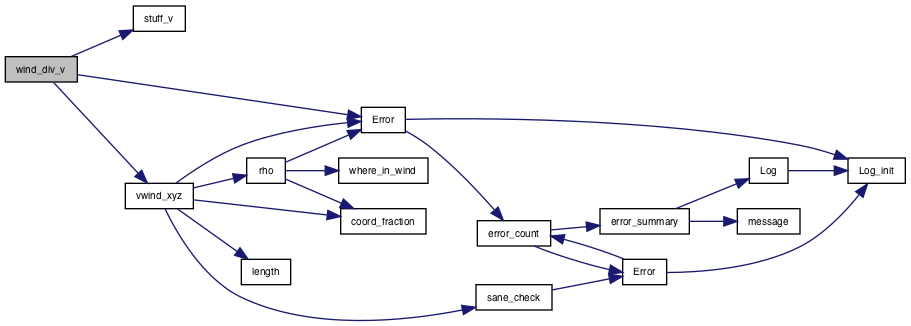 stuff_v
wind_div_v
Error
rho
where_in_wind
Log
Log_init
vwind_xyz
coord_fraction
error_summary
message
error_count
length
Error
sane_check